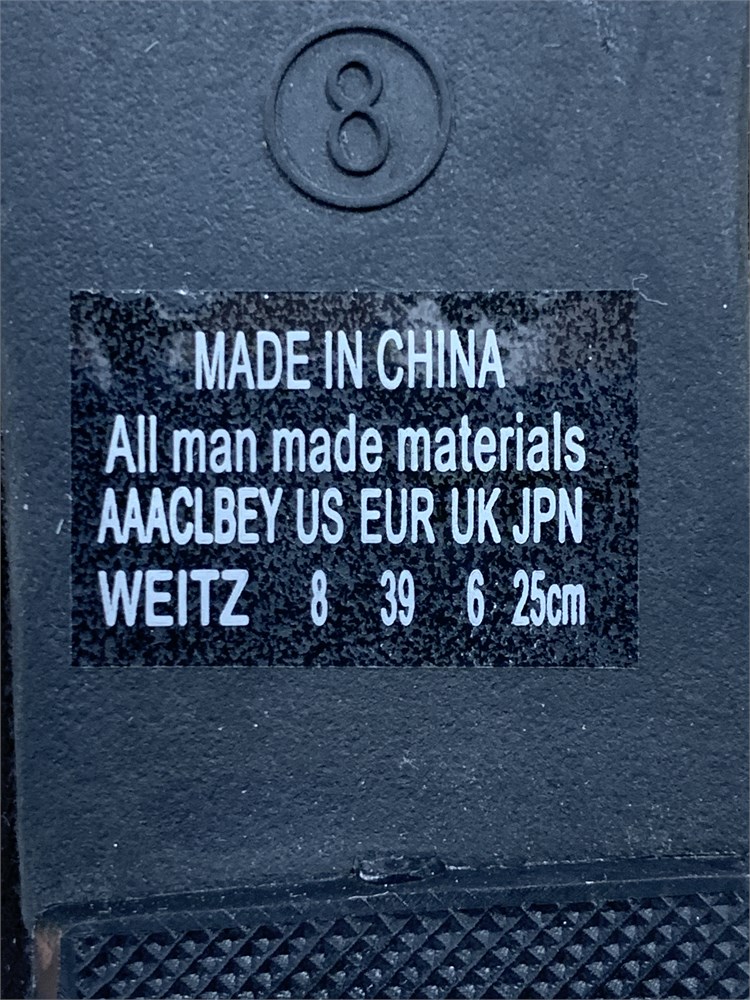 8
MADE IN CHINA
All man made materials
AAACLBEY US EUR UK JPN
WEITZ 8 39 6 25cm